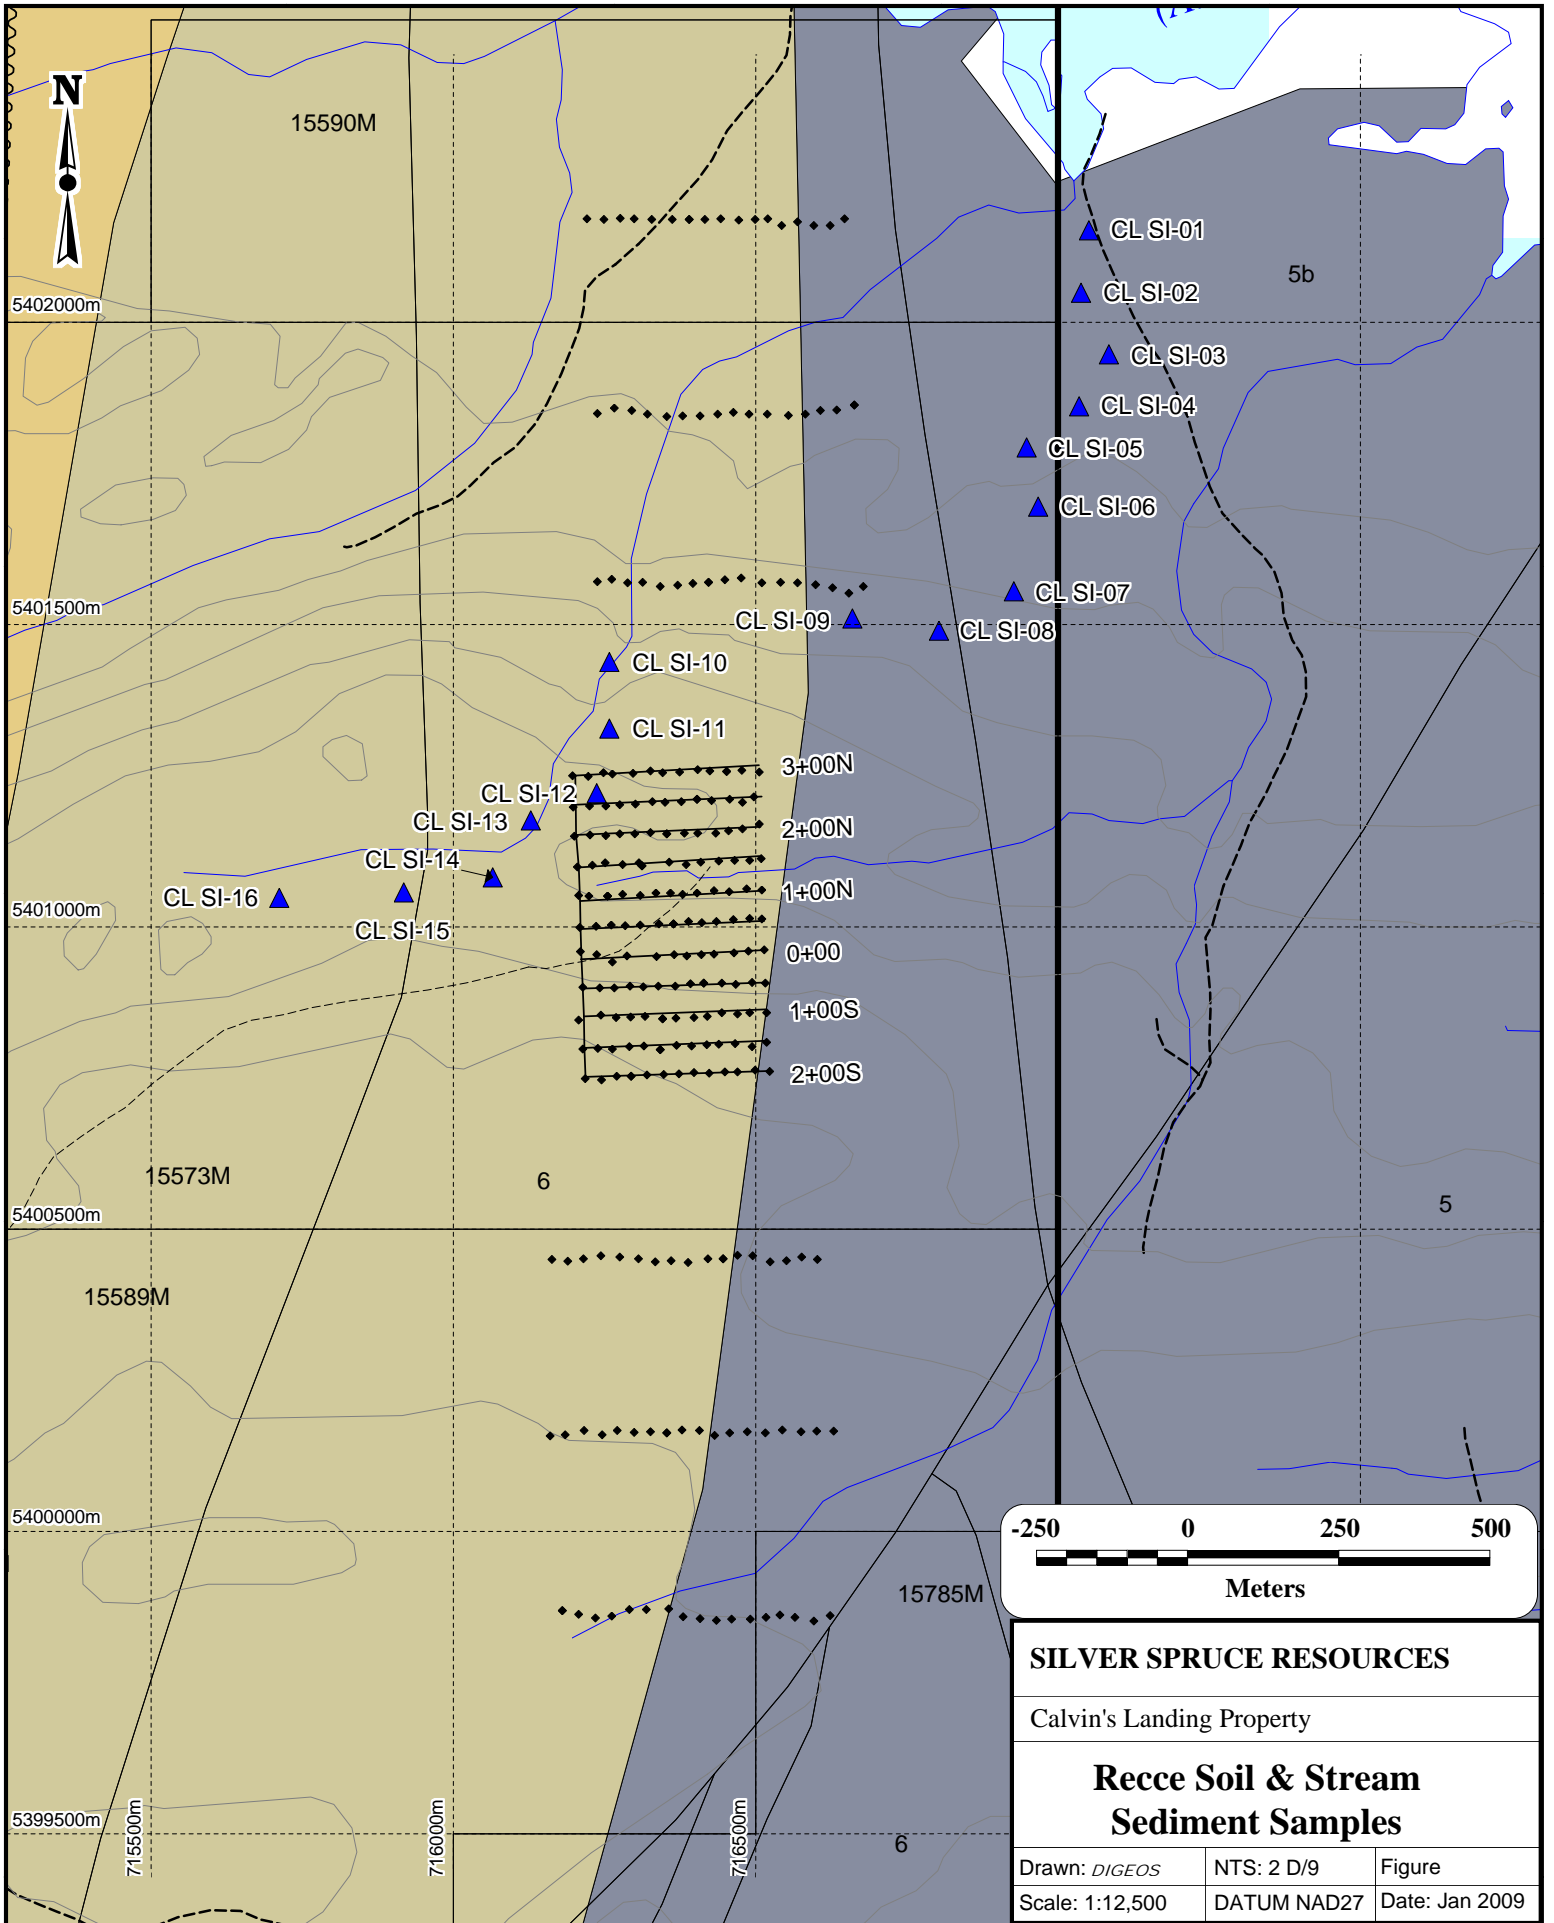 N
15590M
CL SI-01
5b
CL SI-02
5402000m
CL SI-03
CL SI-04
CL SI-05
CL SI-06
CL SI-07
5401500m
CL SI-09
CL SI-08
CL SI-10
CL SI-11
3+00N
CL SI-12
CL SI-13
2+00N
CL SI-14
CL SI-16
1+00N
5401000m
CL SI-15
0+00
1+00S
2+00S
15573M
6
5
5400500m
15589M
5400000m
-250 0 250 500
Meters
15785M
5399500m
715500m
716000m
716500m
6
SILVER SPRUCE RESOURCES
Calvin's Landing Property
Recce Soil & Stream
Sediment Samples
Drawn: DIGEOS
NTS: 2 D/9
Figure
Scale: 1:12,500
DATUM NAD27
Date: Jan 2009